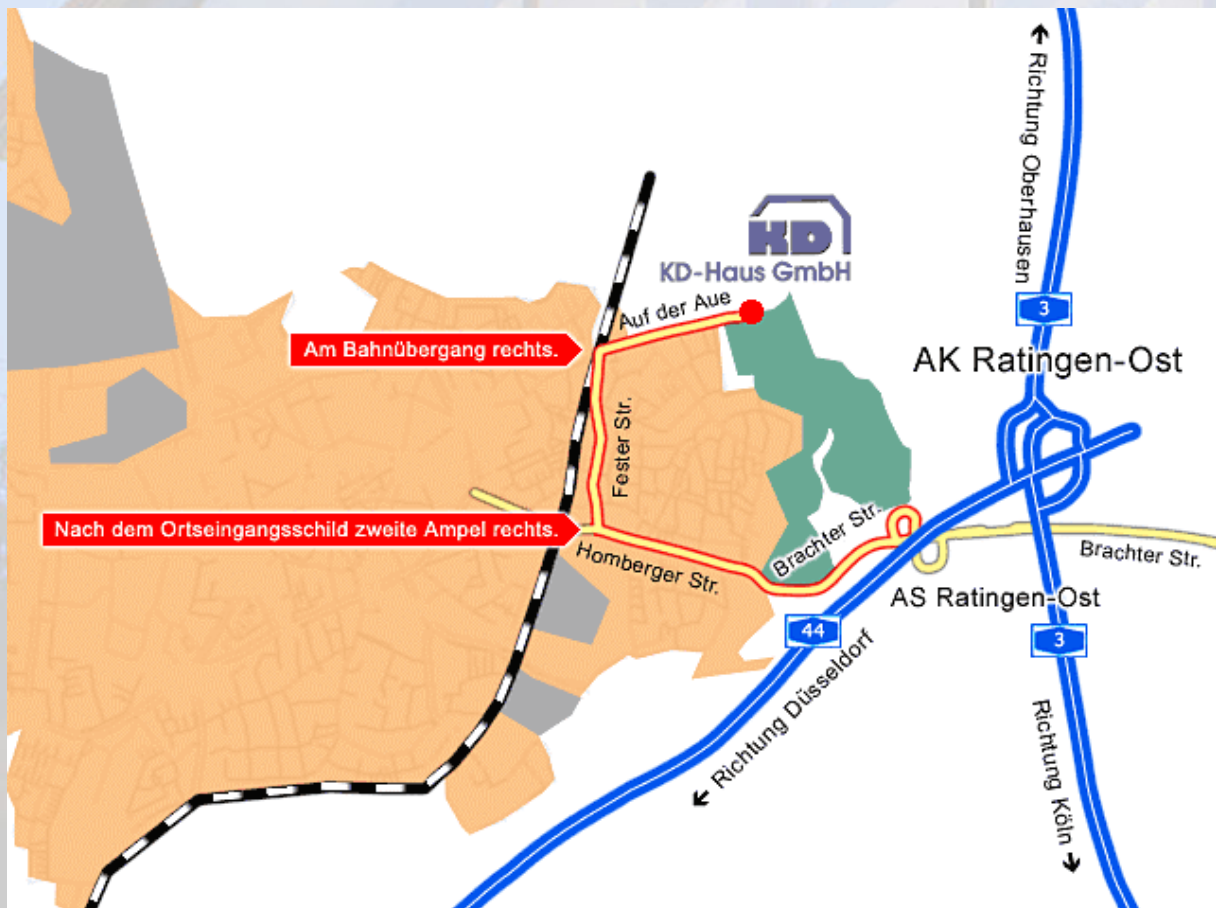 Richtung Oberhausen
KD
KD-Haus GmbH
3
Auf der Aue
Am Bahnübergang rechts.
AK Ratingen-Ost
Fester Str.
Nach dem Ortseingangsschild zweite Ampel rechts.
Homberger Str.
Brachter Str.
Brachter Str.
AS Ratingen-Ost
44
3
Richtung Düsseldorf
Richtung Köln